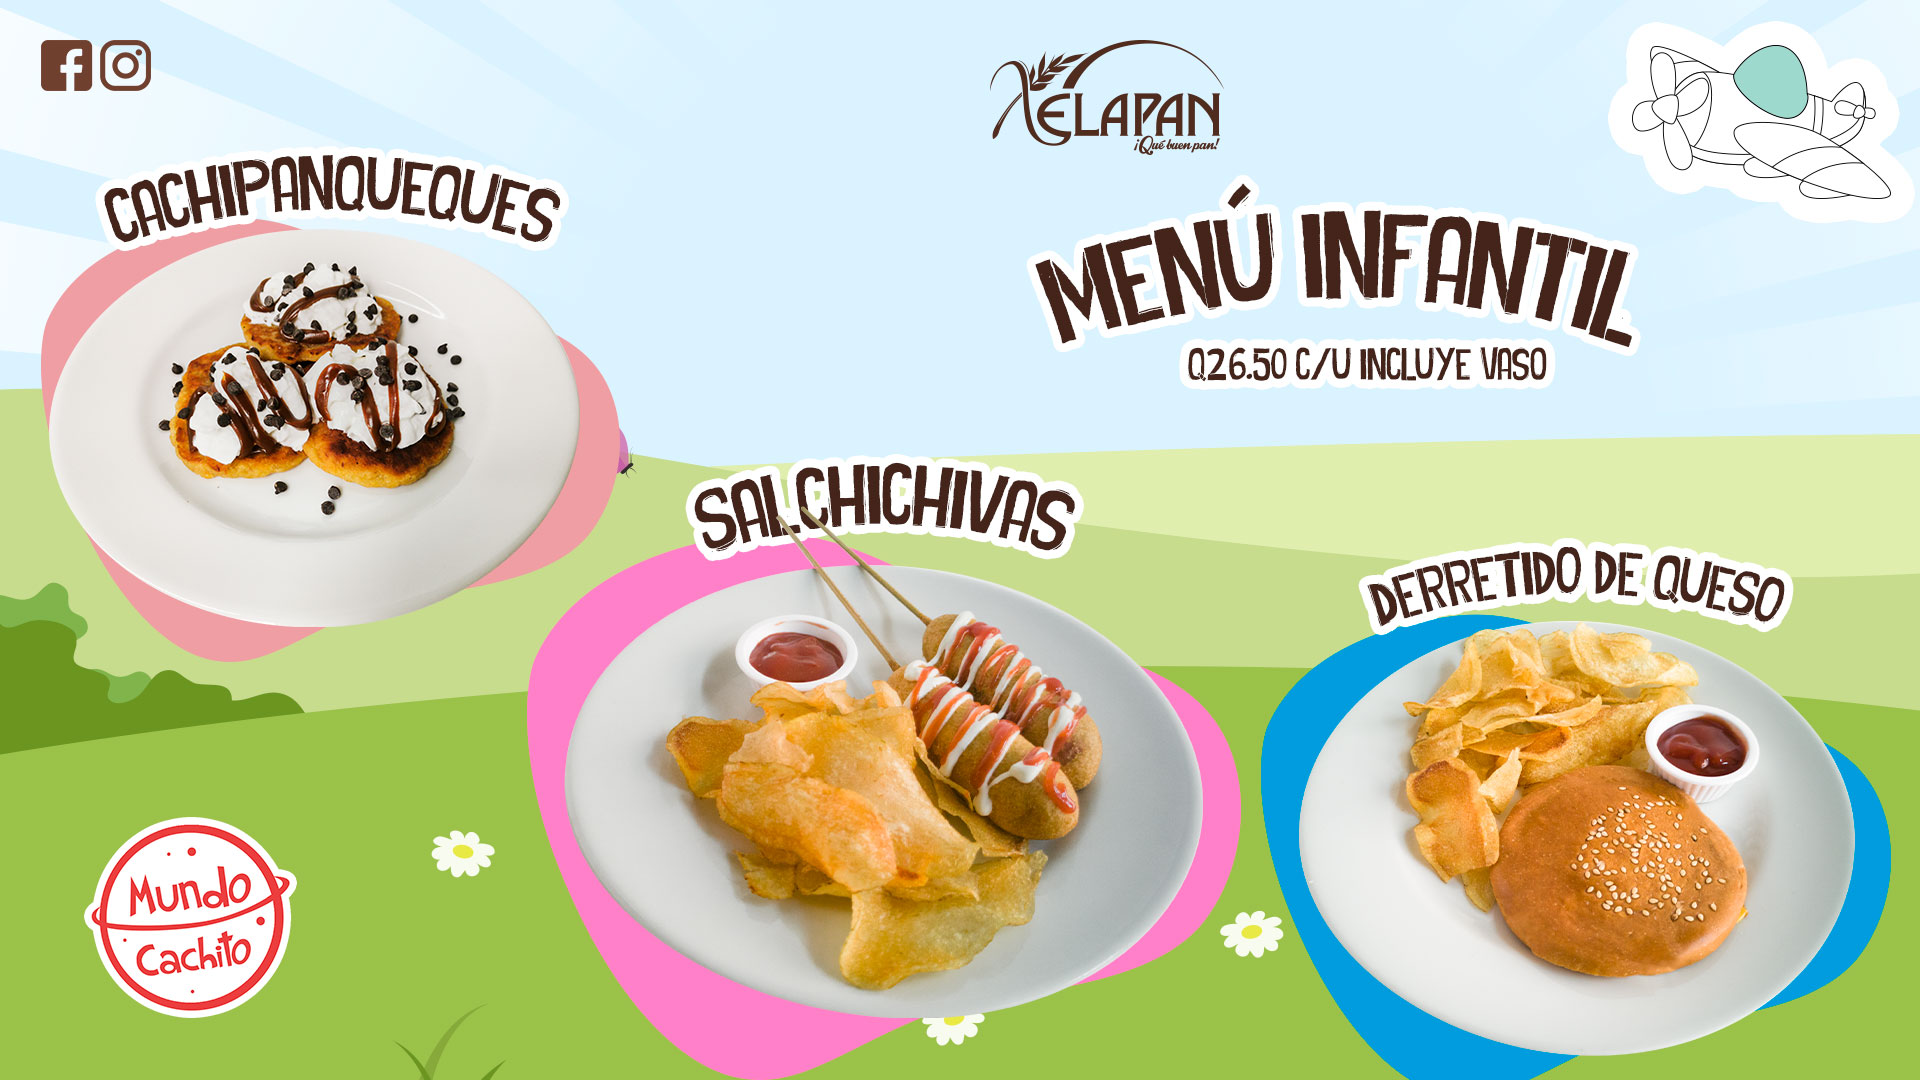 XELAPAN
¡Qué buen pan!
CACHIPANQUEQUES
MENÚ INFANTIL
Q26.50 C/U INCLUYE VASO
SALCHICHIVAS
DERRETIDO DE QUESO
Mundo
Cachito